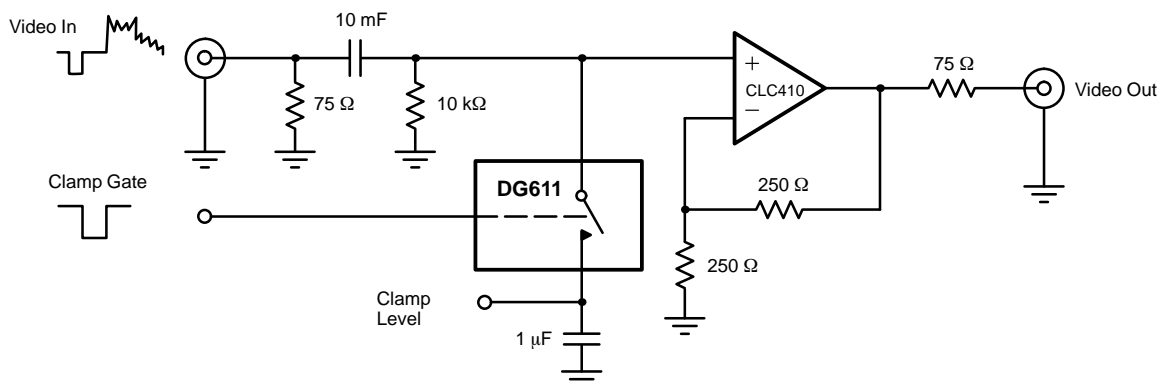 Video In
10 mF
75 Ω
10 kΩ
+
CLC410
−
75 Ω
Video Out
Clamp Gate
DG611
250 Ω
250 Ω
Clamp
Level
1 μF